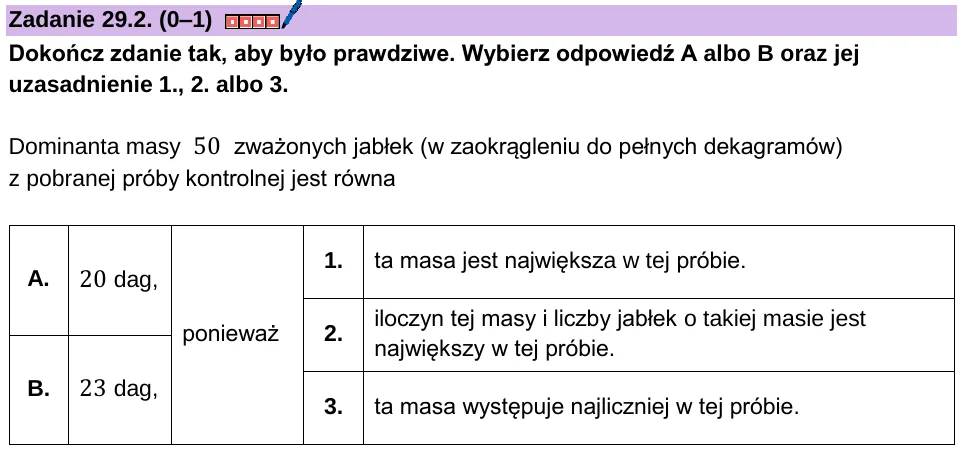 Zadanie 29.2. (0–1)
Dokończ zdanie tak, aby było prawdziwe. Wybierz odpowiedź A albo B oraz jej
uzasadnienie 1., 2. albo 3.
Dominanta masy 50 zważonych jabłek (w zaokrągleniu do pełnych dekagramów)
z pobranej próby kontrolnej jest równa
A. 20 dag,
B. 23 dag,
ponieważ
1. ta masa jest największa w tej próbie.
2. iloczyn tej masy i liczby jabłek o takiej masie jest
największy w tej próbie.
3. ta masa występuje najliczniej w tej próbie.